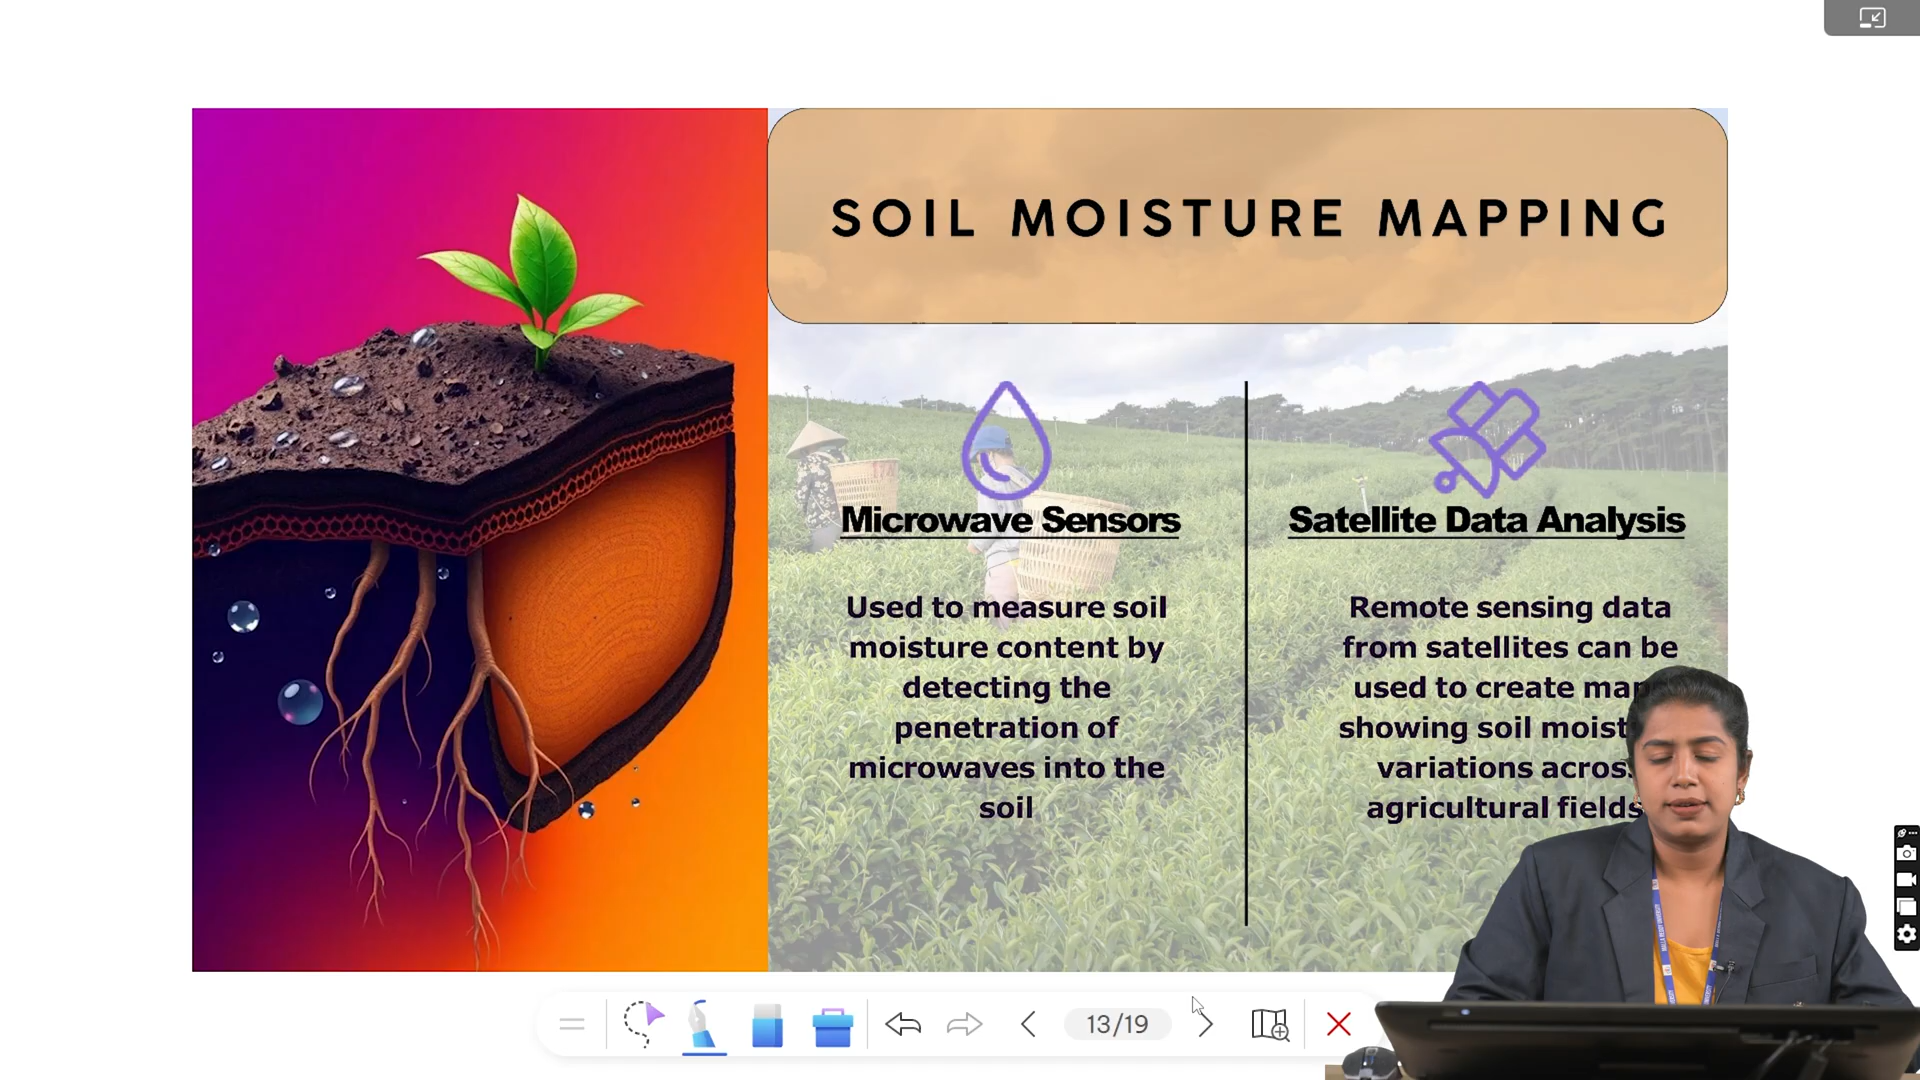 SOIL MOISTURE MAPPING
Microwave Sensors
Used to measure soil
moisture content by
detecting the
penetration of
microwaves into the
soil
Satellite Data Analysis
Remote sensing data
from satellites can be
used to create
showing soil
variations
agricultural fields
13/19